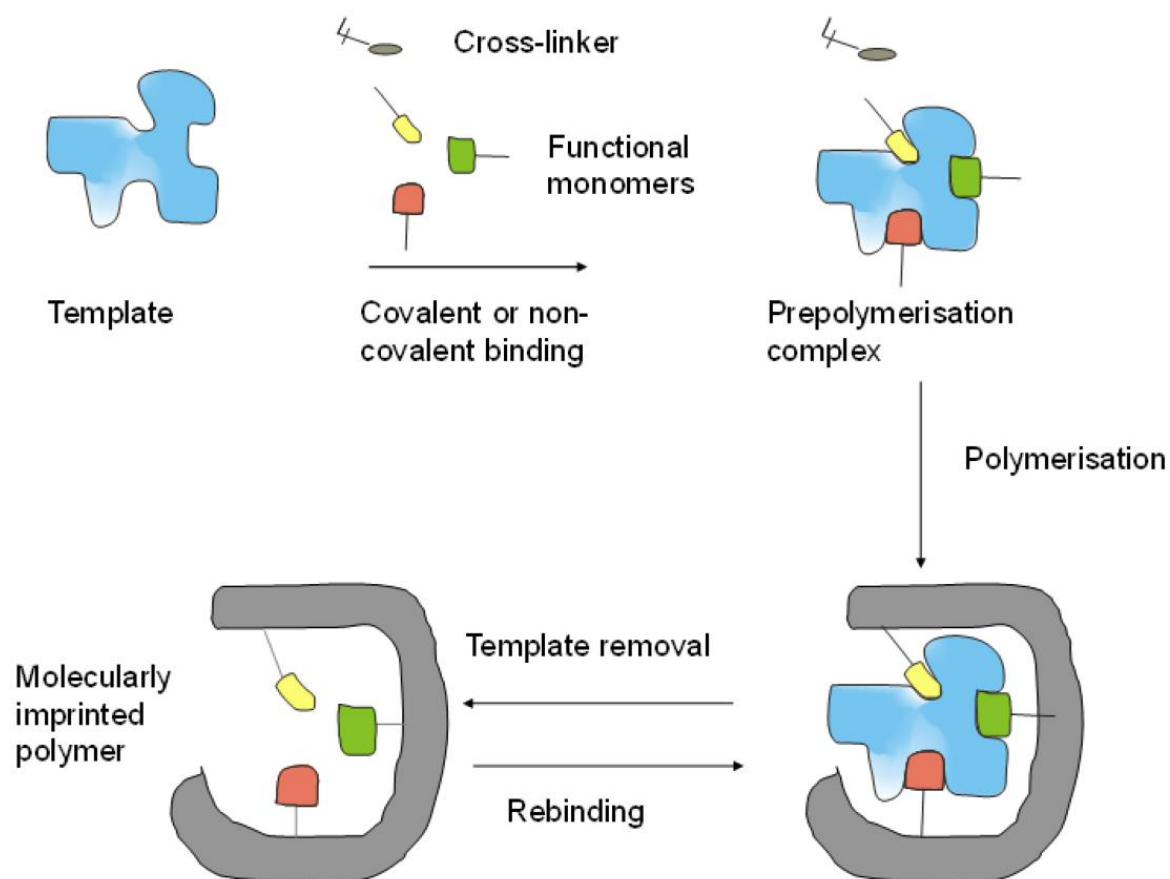 Cross-linker
Functional
monomers
Template
Covalent or non-
covalent binding
Prepolymerisation
complex
Polymerisation
Template removal
Molecularly
imprinted
polymer
Rebinding